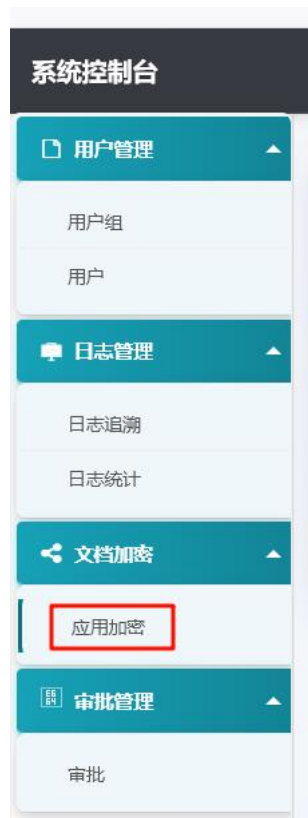 系统控制台
用户管理
用户组
用户
日志管理
日志追溯
日志统计
文档加密
应用加密
审批管理
审批